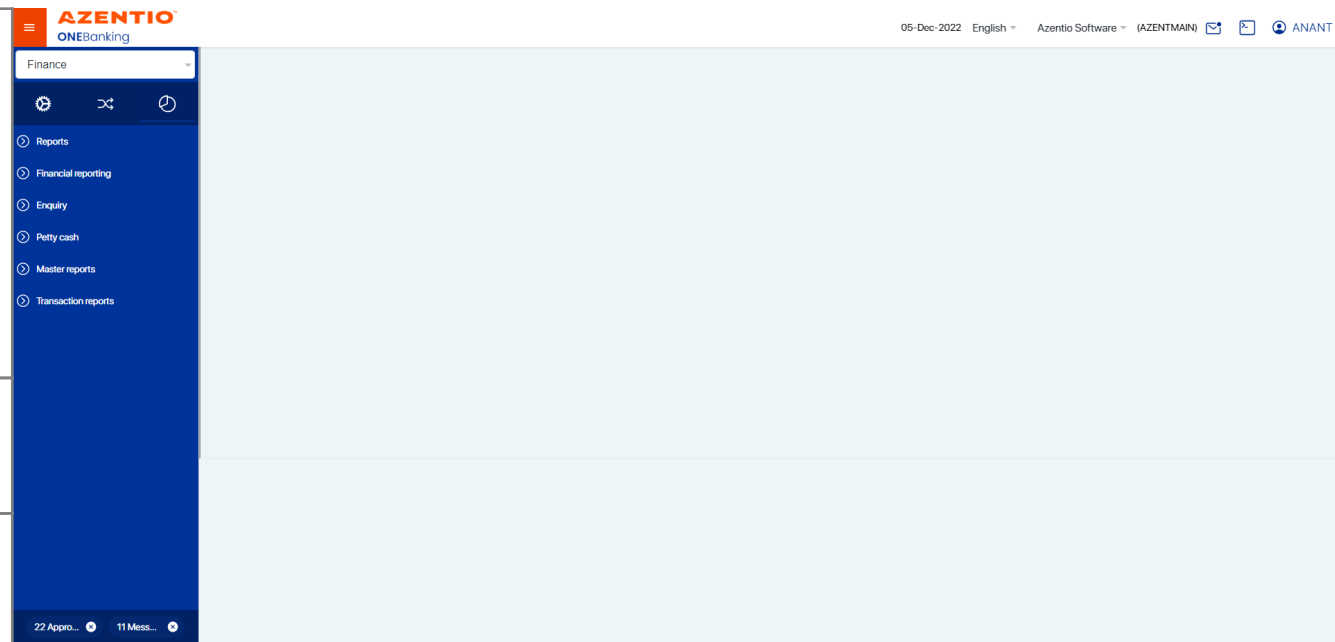 AZENTIO
ONEBanking
05-Dec-2022 English Azentio Software (AZENTMAIN) ANANT
Finance
Reports
Financial reporting
Enquiry
Petty cash
Master reports
Transaction reports
22 Appro... 11 Mess...